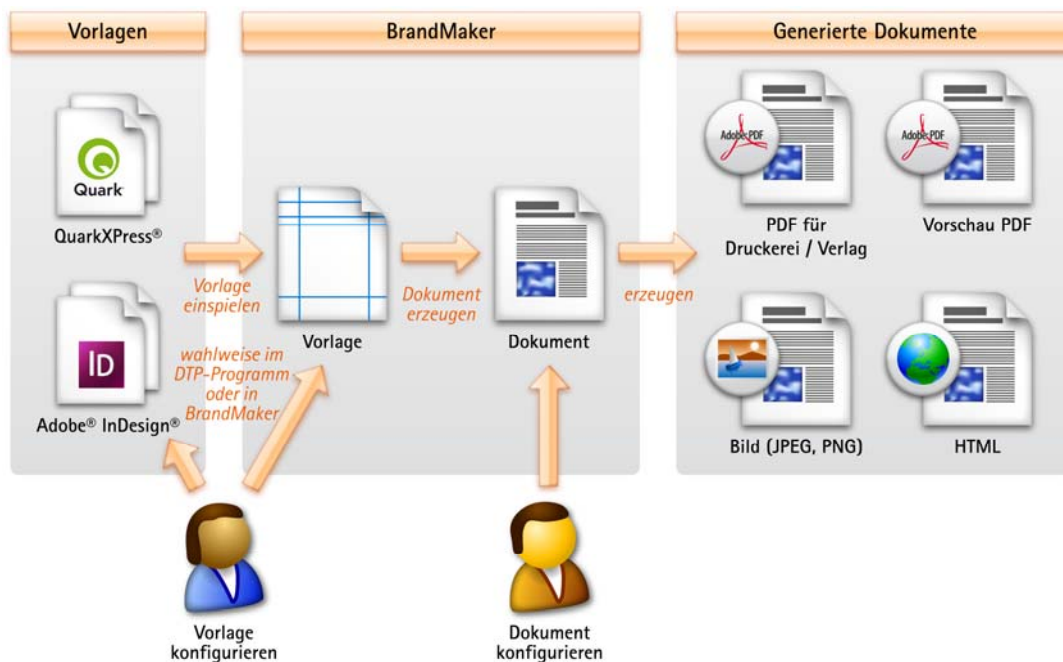 Vorlagen
BrandMaker
Generierte Dokumente
Quark
QuarkXPress®
ID
Adobe® InDesign®
Vorlage
einspielen
wahlweise im
DTP-Programm
oder in
BrandMaker
Vorlage
Dokument
erzeugen
Dokument
erzeugen
Adobe PDF
PDF für
Druckerei / Verlag
Adobe PDF
Vorschau PDF
Bild (JPEG, PNG)
HTML
Vorlage
konfigurieren
Dokument
konfigurieren